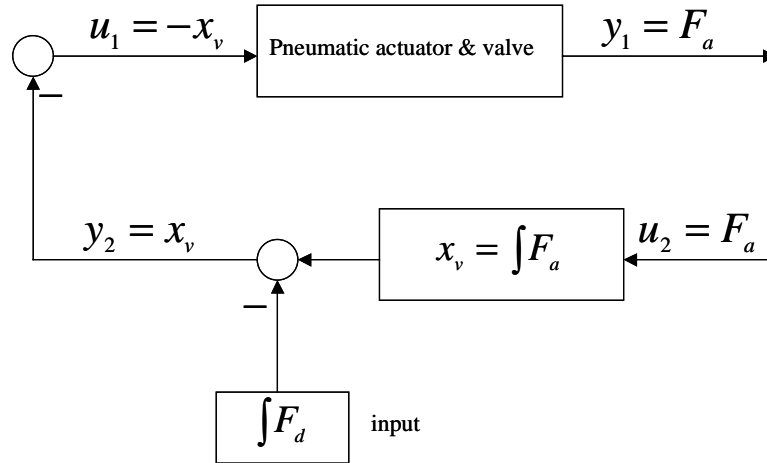 u₁ = −xᵥ
Pneumatic actuator & valve
y₁ = Fₐ
−
y₂ = xᵥ
xᵥ = ∫Fₐ
u₂ = Fₐ
−
∫F_d
input